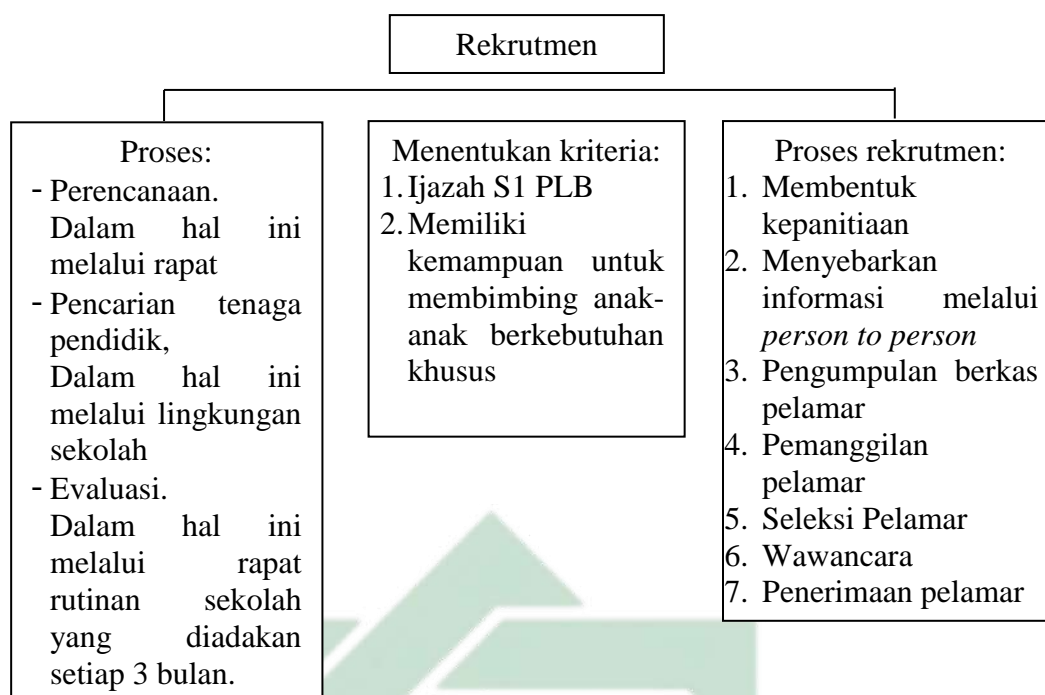 Rekrutmen
Proses:
- Perencanaan.
Dalam hal ini
melalui rapat
- Pencarian tenaga
pendidik,
Dalam hal ini
melalui lingkungan
sekolah
- Evaluasi.
Dalam hal ini
melalui rapat
rutinan sekolah
yang diadakan
setiap 3 bulan.
Menentukan kriteria:
1. Ijazah S1 PLB
2. Memiliki
kemampuan untuk
membimbing anak-
anak berkebutuhan
khusus
Proses rekrutmen:
1. Membentuk
kepanitiaan
2. Menyebarkan
informasi melalui
person to person
3. Pengumpulan berkas
pelamar
4. Pemanggilan
pelamar
5. Seleksi Pelamar
6. Wawancara
7. Penerimaan pelamar